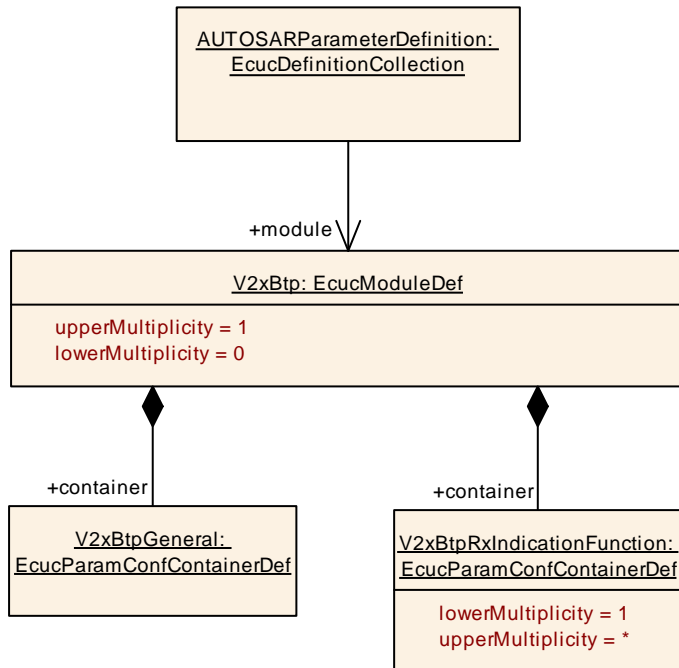 AUTOSARParameterDefinition:
EcucDefinitionCollection
+module
V2xBtp: EcucModuleDef
upperMultiplicity = 1
lowerMultiplicity = 0
+container
+container
V2xBtpGeneral:
EcucParamConfContainerDef
V2xBtpRxIndicationFunction:
EcucParamConfContainerDef
lowerMultiplicity = 1
upperMultiplicity = *